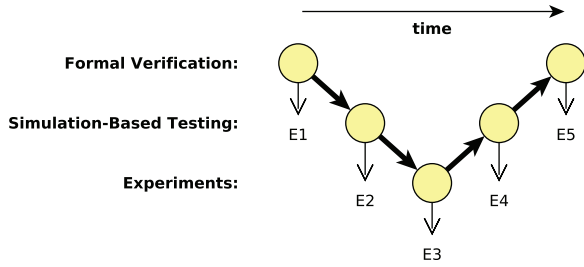 time
Formal Verification:
E1
E5
Simulation-Based Testing:
E2
E4
Experiments:
E3